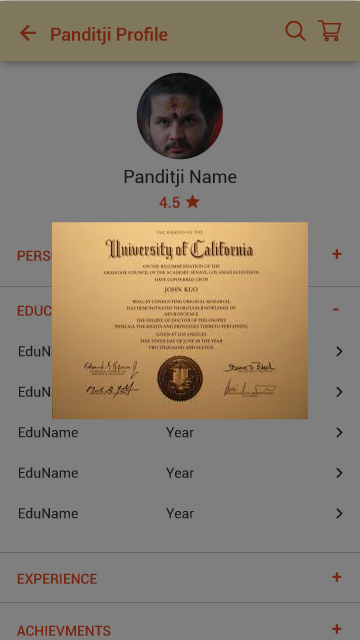 Panditji Profile
Panditji Name
4.5
PERS
THE REGENTS OF THE
University of California
ON THE RECOMMENDATION OF THE
GRADUATE COUNCIL OF THE ACADEMIC SENATE, LOS ANGELES DIVISION
HAVE CONFERRED UPON
JOHN KUO
WHO, BY CONDUCTING ORIGINAL RESEARCH,
HAS DEMONSTRATED THOROUGH KNOWLEDGE OF
NEUROSCIENCE
THE DEGREE OF DOCTOR OF PHILOSOPHY
WITH ALL THE RIGHTS AND PRIVILEGES THERETO PERTAINING
GIVEN AT LOS ANGELES
THIS TENTH DAY OF JUNE IN THE YEAR
TWO THOUSAND AND ELEVEN
EDUC
EduNa
EduNa
EduName Year
EduName Year
EduName Year
EXPERIENCE
ACHIEVMENTS